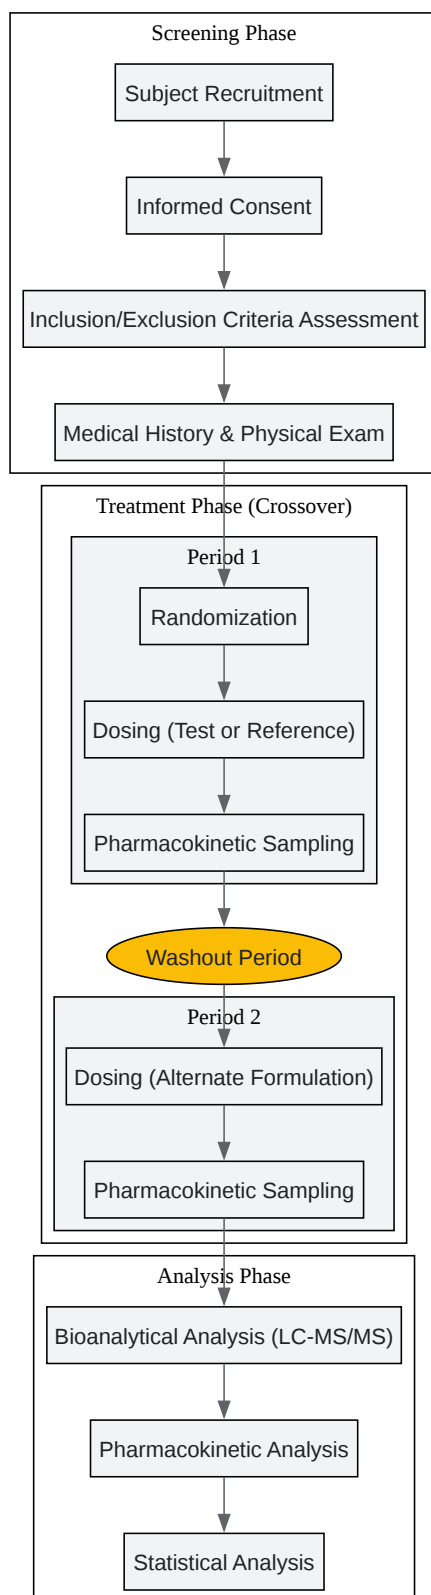 Screening Phase
Subject Recruitment
Informed Consent
Inclusion/Exclusion Criteria Assessment
Medical History & Physical Exam
Treatment Phase (Crossover)
Period 1
Randomization
Dosing (Test or Reference)
Pharmacokinetic Sampling
Washout Period
Period 2
Dosing (Alternate Formulation)
Pharmacokinetic Sampling
Analysis Phase
Bioanalytical Analysis (LC-MS/MS)
Pharmacokinetic Analysis
Statistical Analysis